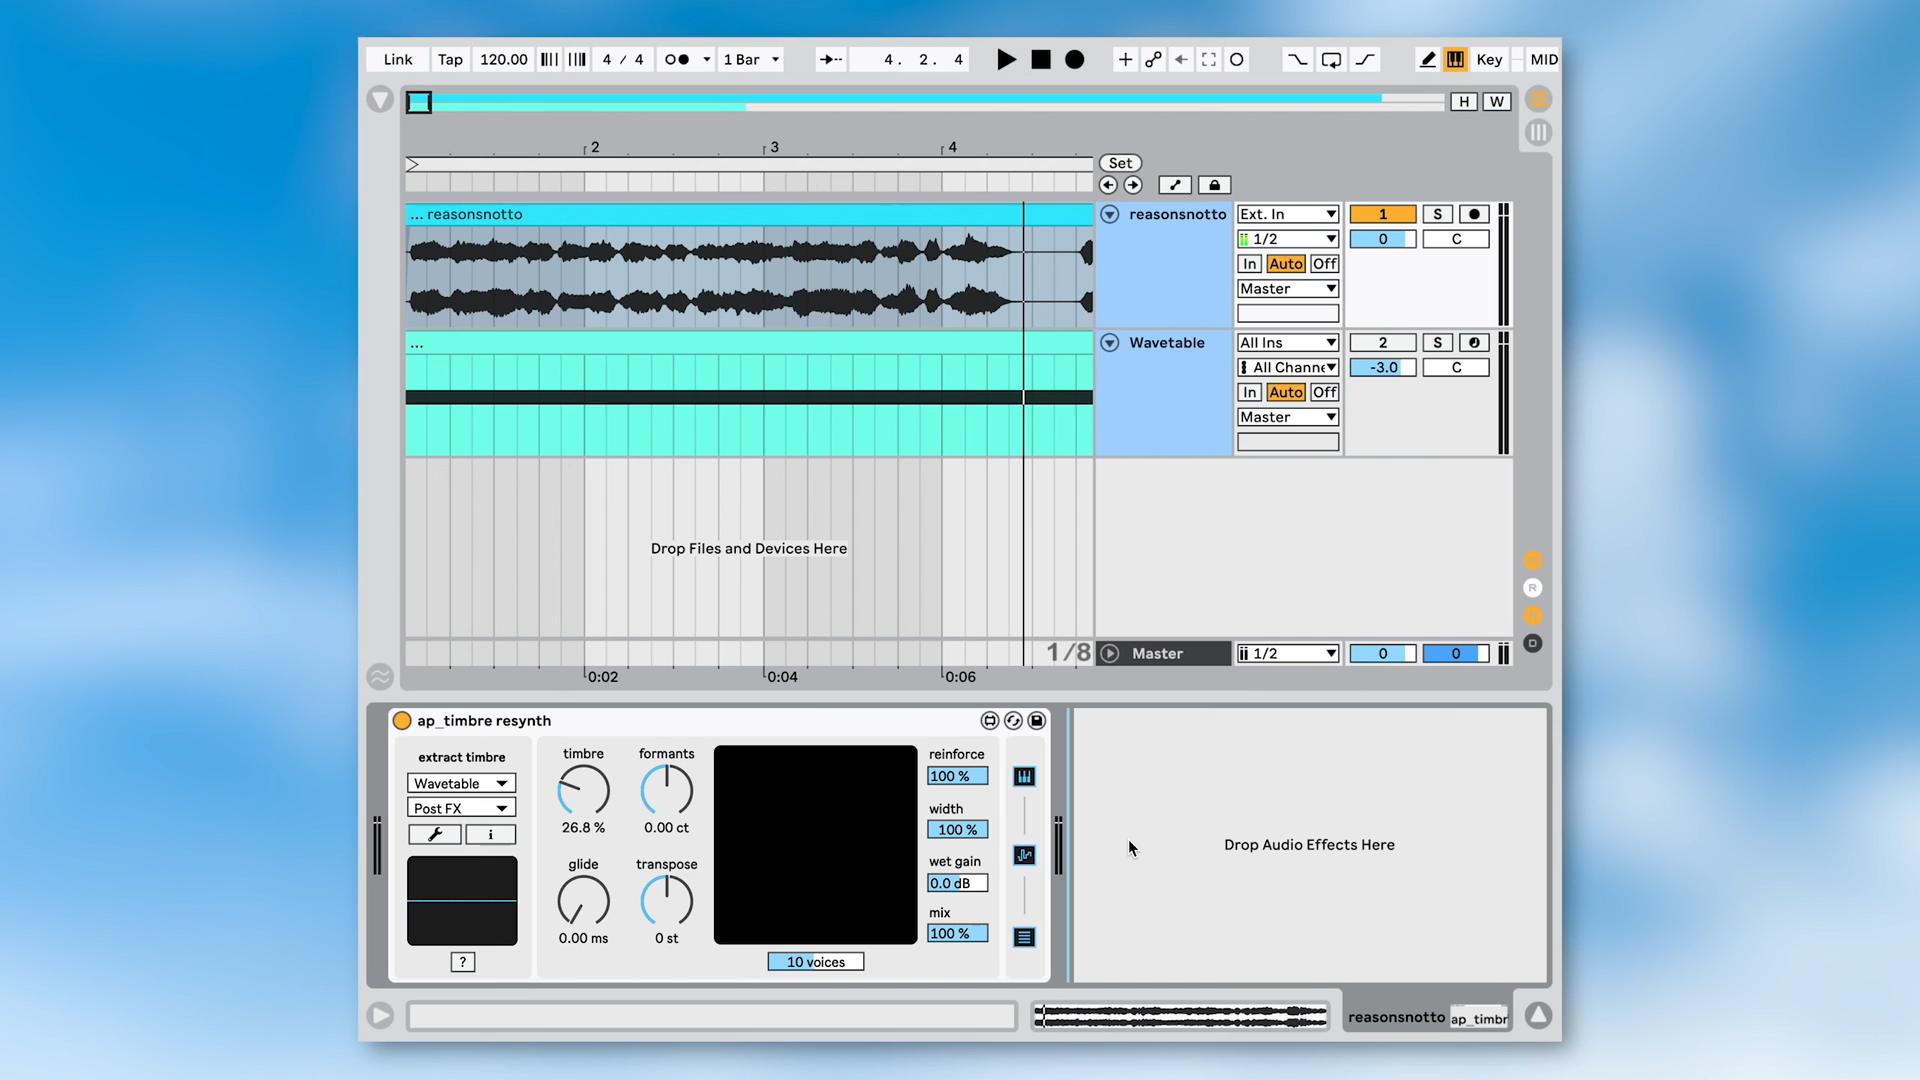 Link Tap 120.00 4 / 4 1 Bar 4. 2. 4 Key MID
H W
2 3 4
Set
... reasonsnotto
reasonsnotto Ext. In 1 S
1/2 0 C
In Auto Off
Master
...
Wavetable All Ins 2 S
All Channe -3.0 C
In Auto Off
Master
Drop Files and Devices Here
R
D
1/8 Master 1/2 0 0
0:02 0:04 0:06
ap_timbre resynth
extract timbre
Wavetable
Post FX
i
?
timbre
26.8 %
formants
0.00 ct
glide
0.00 ms
transpose
0 st
10 voices
reinforce
100 %
width
100 %
wet gain
0.0 dB
mix
100 %
Drop Audio Effects Here
reasonsnotto ap_timbr